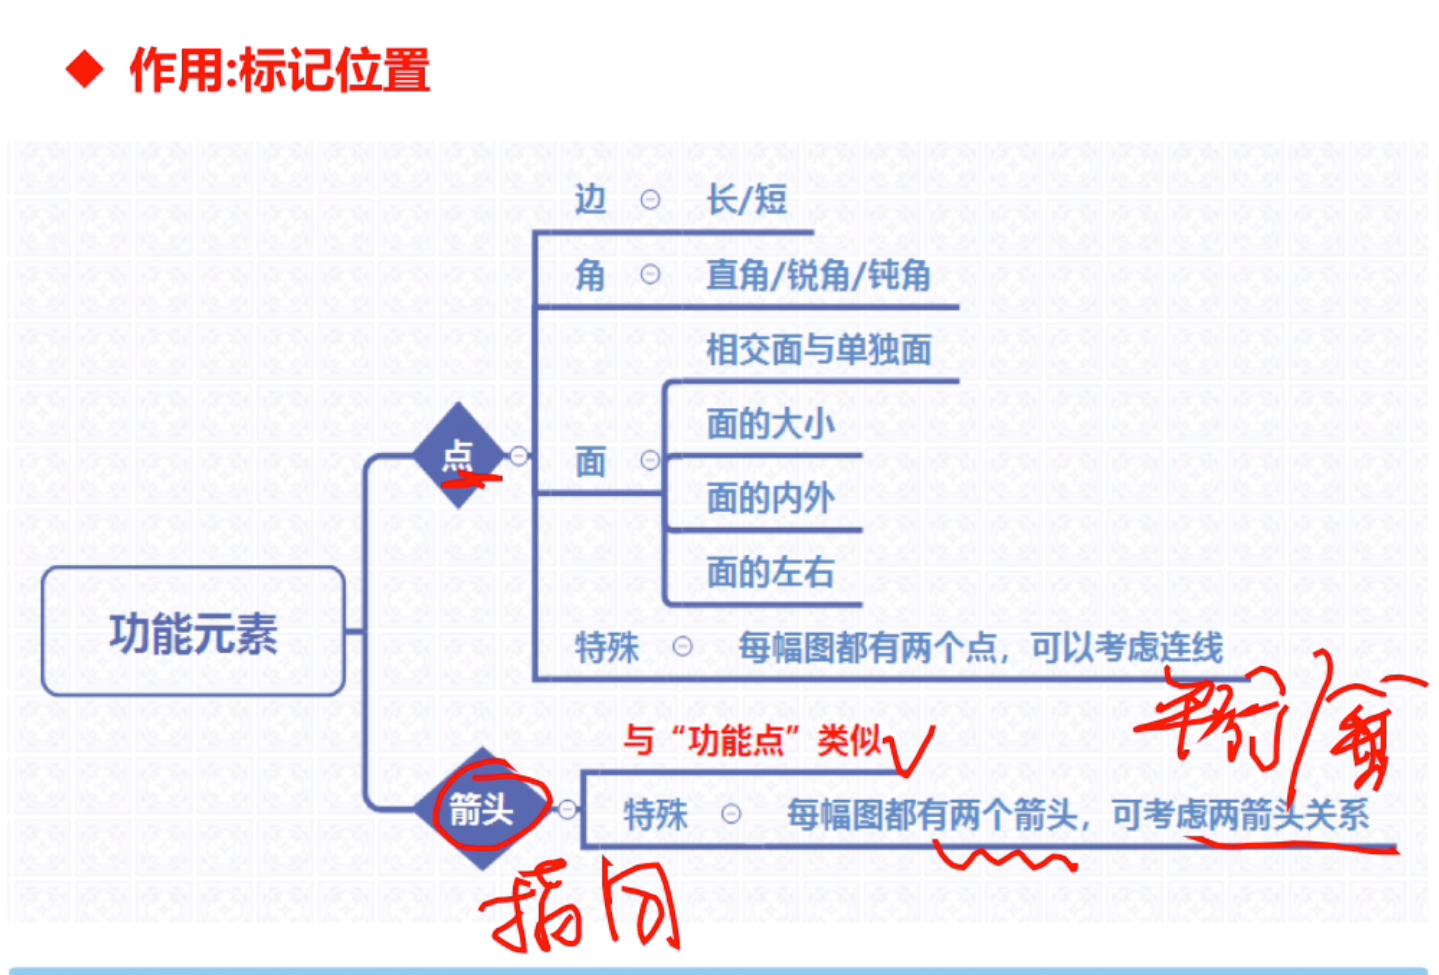 作用:标记位置
边 长/短
角 直角/锐角/钝角
相交面与单独面
面的大小
点
面
面的内外
面的左右
功能元素
特殊 每幅图都有两个点，可以考虑连线
平行/垂
与“功能点”类似
箭头
特殊 每幅图都有两个箭头，可考虑两箭头关系
指向